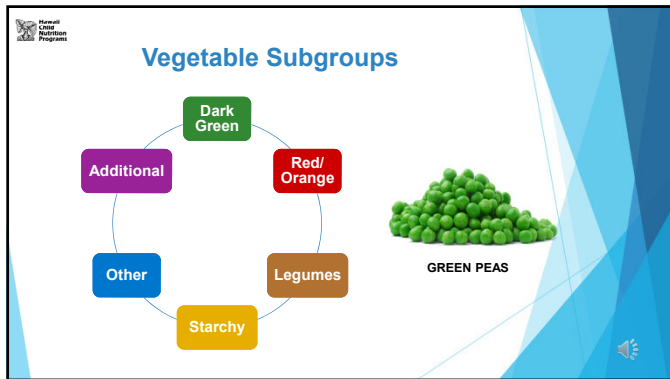 Hawaii
Child
Nutrition
Programs
Vegetable Subgroups
Dark
Green
Red/
Orange
Legumes
Starchy
Other
Additional
GREEN PEAS